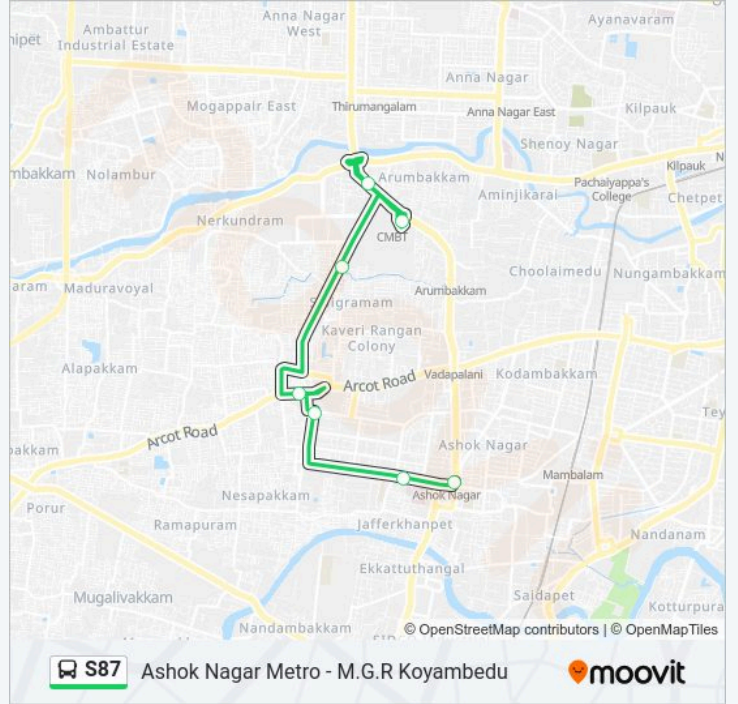 Anna Nagar
West
Ayanavaram
Ambattur
Industrial Estate
nipet
Anna Nagar
Mogappair East
Thirumangalam
Anna Nagar East
Kilpauk
Shenoy Nagar
N
Kilpauk
mbakkam
Nolambur
Arumbakkam
Pachaiyappa's
College
Chetpet
Aminjikarai
Nerkundram
CMBT
Choolaimedu
Nungambakkam
aram
Maduravoyal
Arumbakkam
Kaveri Rangan
Colony
Alapakkam
Arcot Road
Vadapalani
Kodambakkam
Tey
Arcot Road
Ashok Nagar
akkam
Mambalam
Nesapakkam
Ashok Nagar
Porur
Ramapuram
Jafferkhanpet
Nandanam
Ekkattuthangal
Mugalivakkam
Saidapet
Kotturpura
Nandambakkam
© OpenStreetMap contributors | © OpenMapTiles
S87
Ashok Nagar Metro - M.G.R Koyambedu
moovit